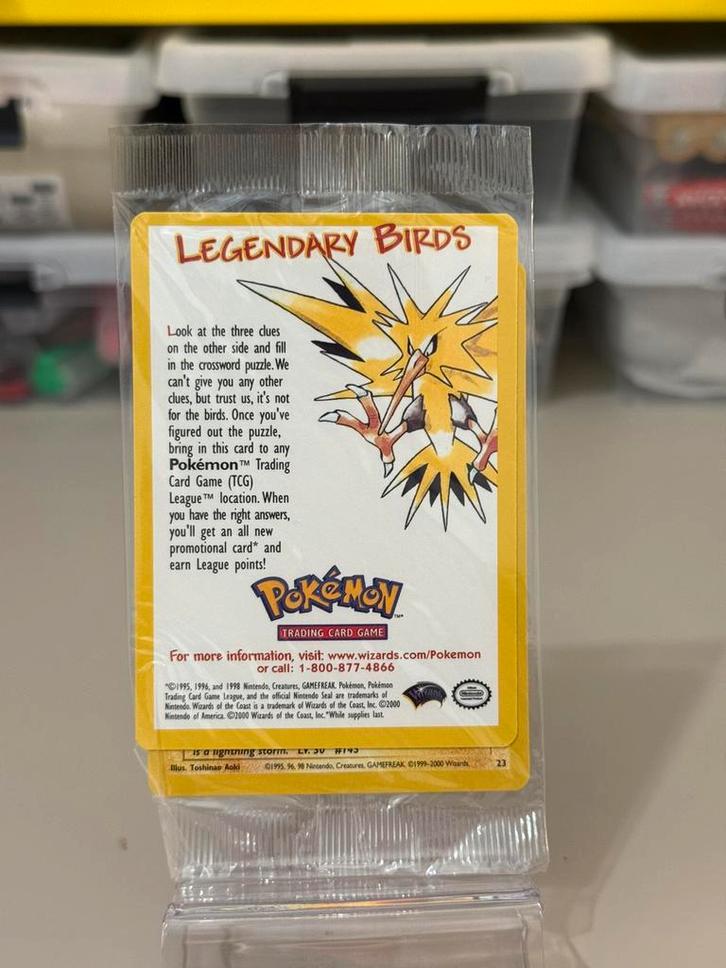 LEGENDARY BIRDS
Look at the three clues
on the other side and fill
in the crossword puzzle. We
can't give you any other
clues, but trust us, it's not
for the birds. Once you've
figured out the puzzle,
bring in this card to any
Pokémon™ Trading
Card Game (TCG)
League™ location. When
you have the right answers,
you'll get an all new
promotional card* and
earn League points!
POKéMON™
TRADING CARD GAME
For more information, visit: www.wizards.com/Pokemon
or call: 1-800-877-4866
*©1995, 1996, and 1998 Nintendo, Creatures, GAMEFREAK. Pokémon, Pokémon
Trading Card Game League, and the official Nintendo Seal are trademarks of
Nintendo. Wizards of the Coast is a trademark of Wizards of the Coast, Inc. ©2000
Nintendo of America. ©2000 Wizards of the Coast, Inc. *While supplies last.
is a lightning storm. LV. 50 #145
Illus. Toshinao Aoki ©1995, 96, 98 Nintendo, Creatures, GAMEFREAK. ©1999-2000 Wizards. 23